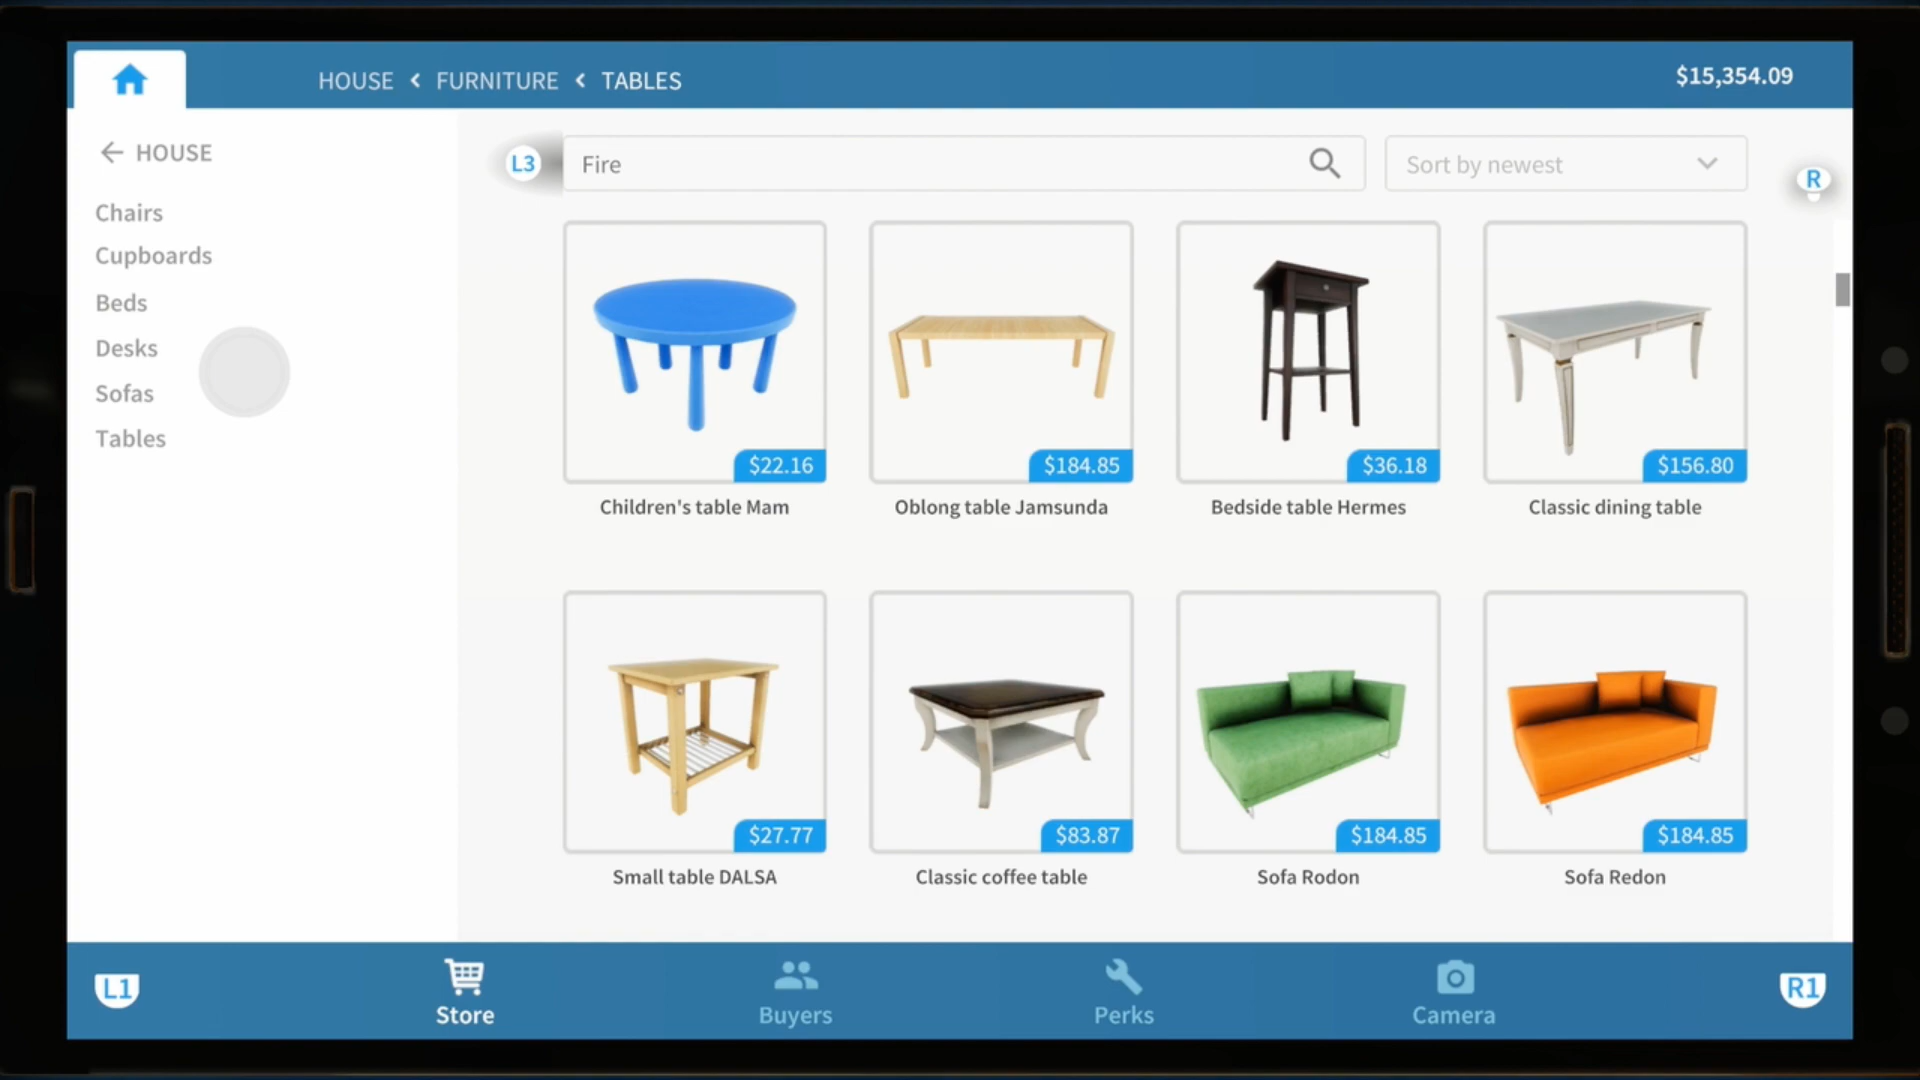 HOUSE < FURNITURE < TABLES
$15,354.09
HOUSE
Chairs
Cupboards
Beds
Desks
Sofas
Tables
L3
Fire
Sort by newest
R
$22.16
$184.85
$36.18
$156.80
Children's table Mam
Oblong table Jamsunda
Bedside table Hermes
Classic dining table
$27.77
$83.87
$184.85
$184.85
Small table DALSA
Classic coffee table
Sofa Rodon
Sofa Redon
L1
Store
Buyers
Perks
Camera
R1